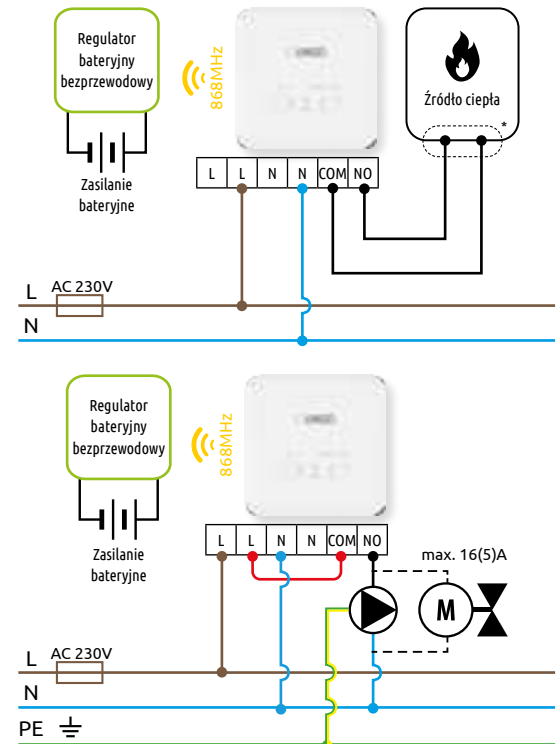 Regulator
bateryjny
bezprzewodowy
868MHz
Źródło ciepła
*
Zasilanie
bateryjne
L L N N COM NO
L AC 230V
N
Regulator
bateryjny
bezprzewodowy
868MHz
Zasilanie
bateryjne
L L N N COM NO
max. 16(5)A
M
L AC 230V
N
PE